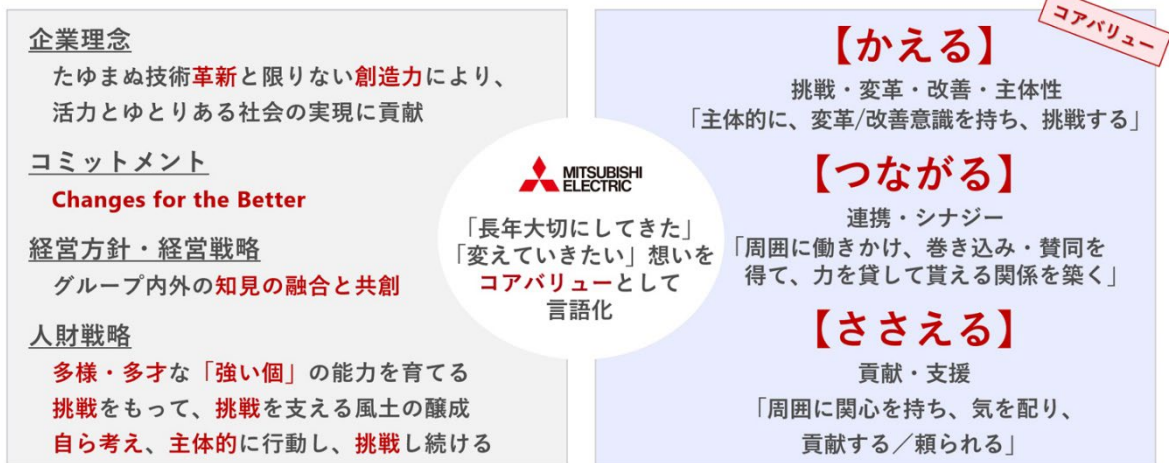 企業理念
たゆまぬ技術革新と限りない創造力により、
活力とゆとりある社会の実現に貢献
コミットメント
Changes for the Better
経営方針・経営戦略
グループ内外の知見の融合と共創
人財戦略
多様・多才な「強い個」の能力を育てる
挑戦をもって、挑戦を支える風土の醸成
自ら考え、主体的に行動し、挑戦し続ける
MITSUBISHI
ELECTRIC
「長年大切にしてきた」
「変えていきたい」想いを
コアバリューとして
言語化
コアバリュー
【かえる】
挑戦・変革・改善・主体性
「主体的に、変革/改善意識を持ち、挑戦する」
【つながる】
連携・シナジー
「周囲に働きかけ、巻き込み・賛同を
得て、力を貸して貰える関係を築く」
【ささえる】
貢献・支援
「周囲に関心を持ち、気を配り、
貢献する／頼られる」